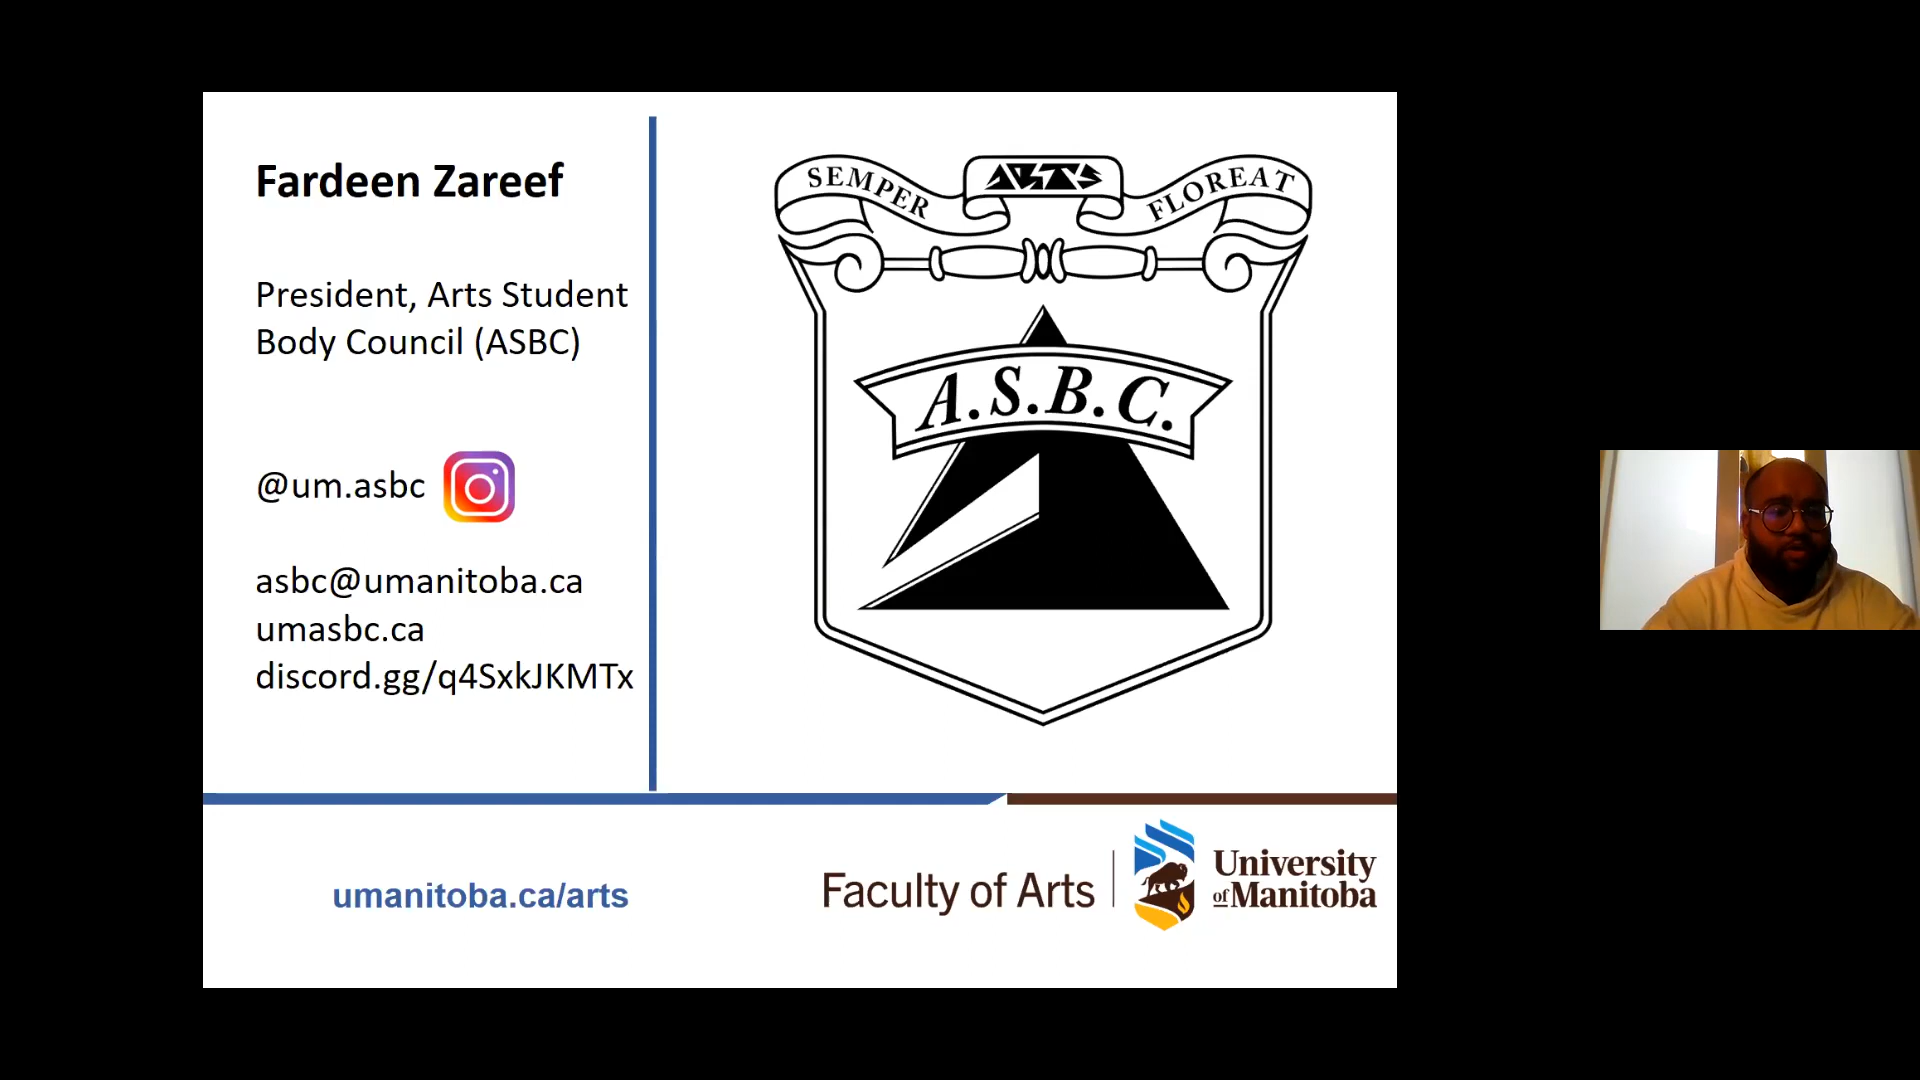 Fardeen Zareef
President, Arts Student
Body Council (ASBC)
@um.asbc
asbc@umanitoba.ca
umasbc.ca
discord.gg/q4SxkJKMTx
SEMPER
ARTS
FLOREAT
A.S.B.C.
umanitoba.ca/arts
Faculty of Arts
University
of Manitoba